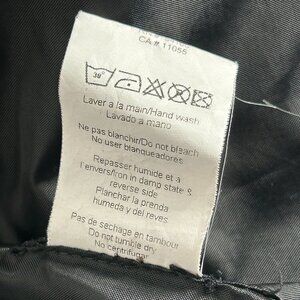 CA # 11055
30°
Laver a la main/Hand wash
Lavado a mano
Ne pas blanchir/Do not bleach
No user blanqueadores
Repasser humide et a l'
envers/Iron in damp state &
reverse side
Planchar la prenda
humeda y del reves
Pas de sechage en tambour
Do not tumble dry
No centrifugar